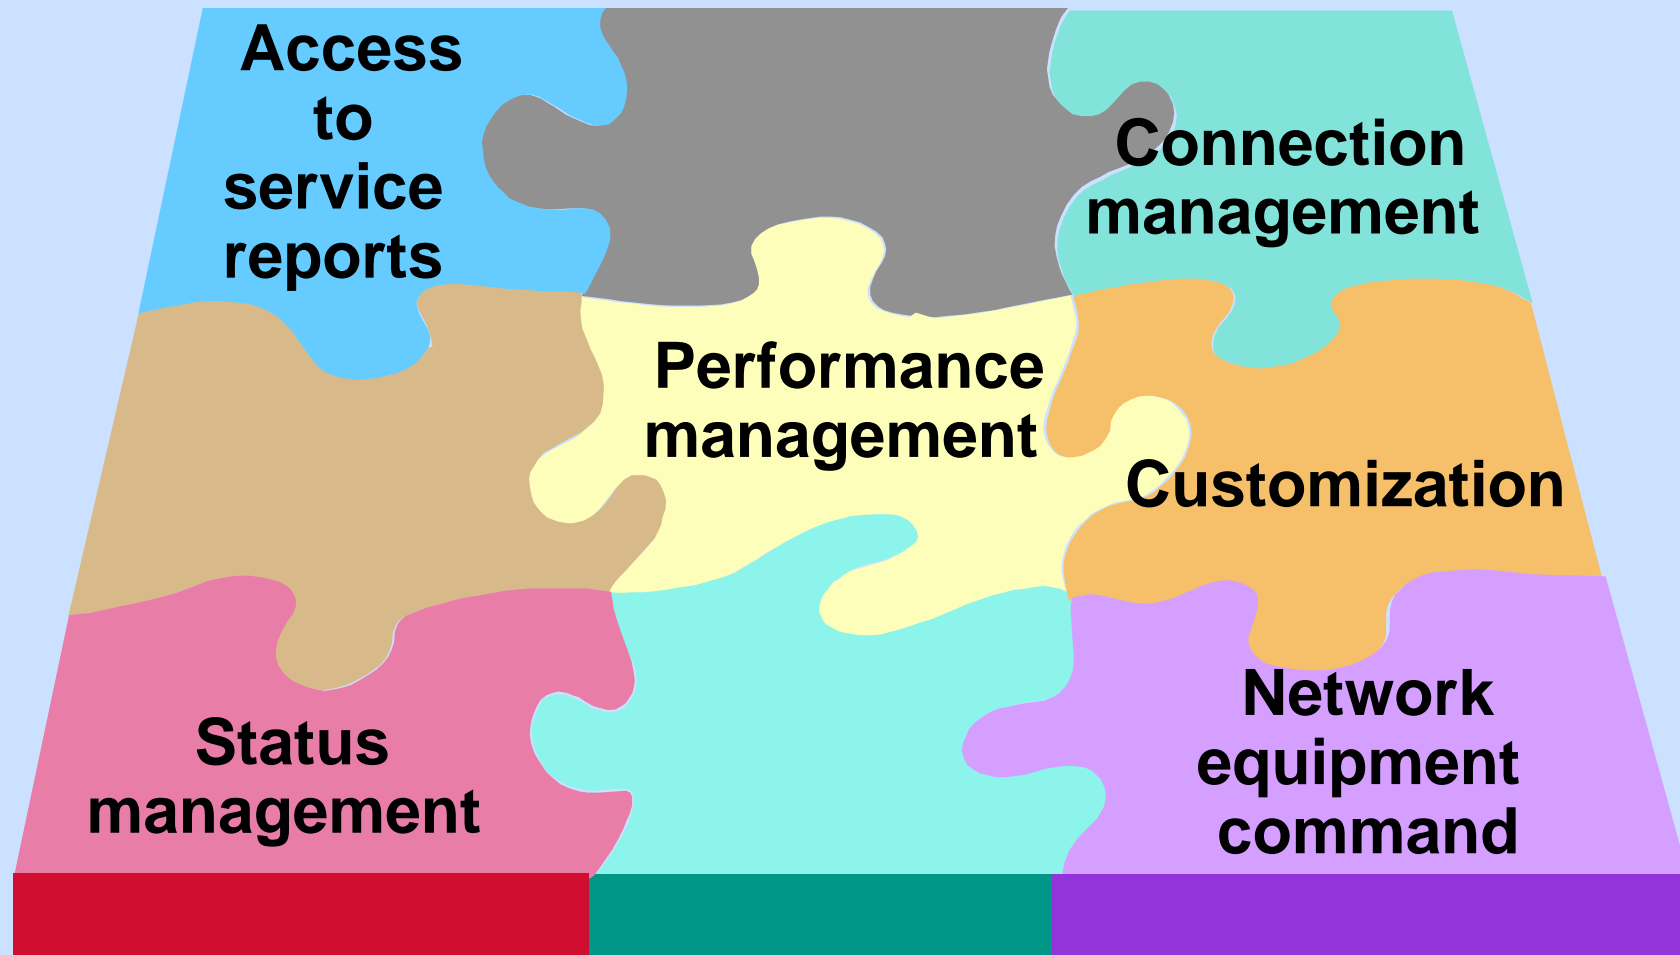 Access
to
service
reports
Connection
management
Performance
management
Customization
Status
management
Network
equipment
command